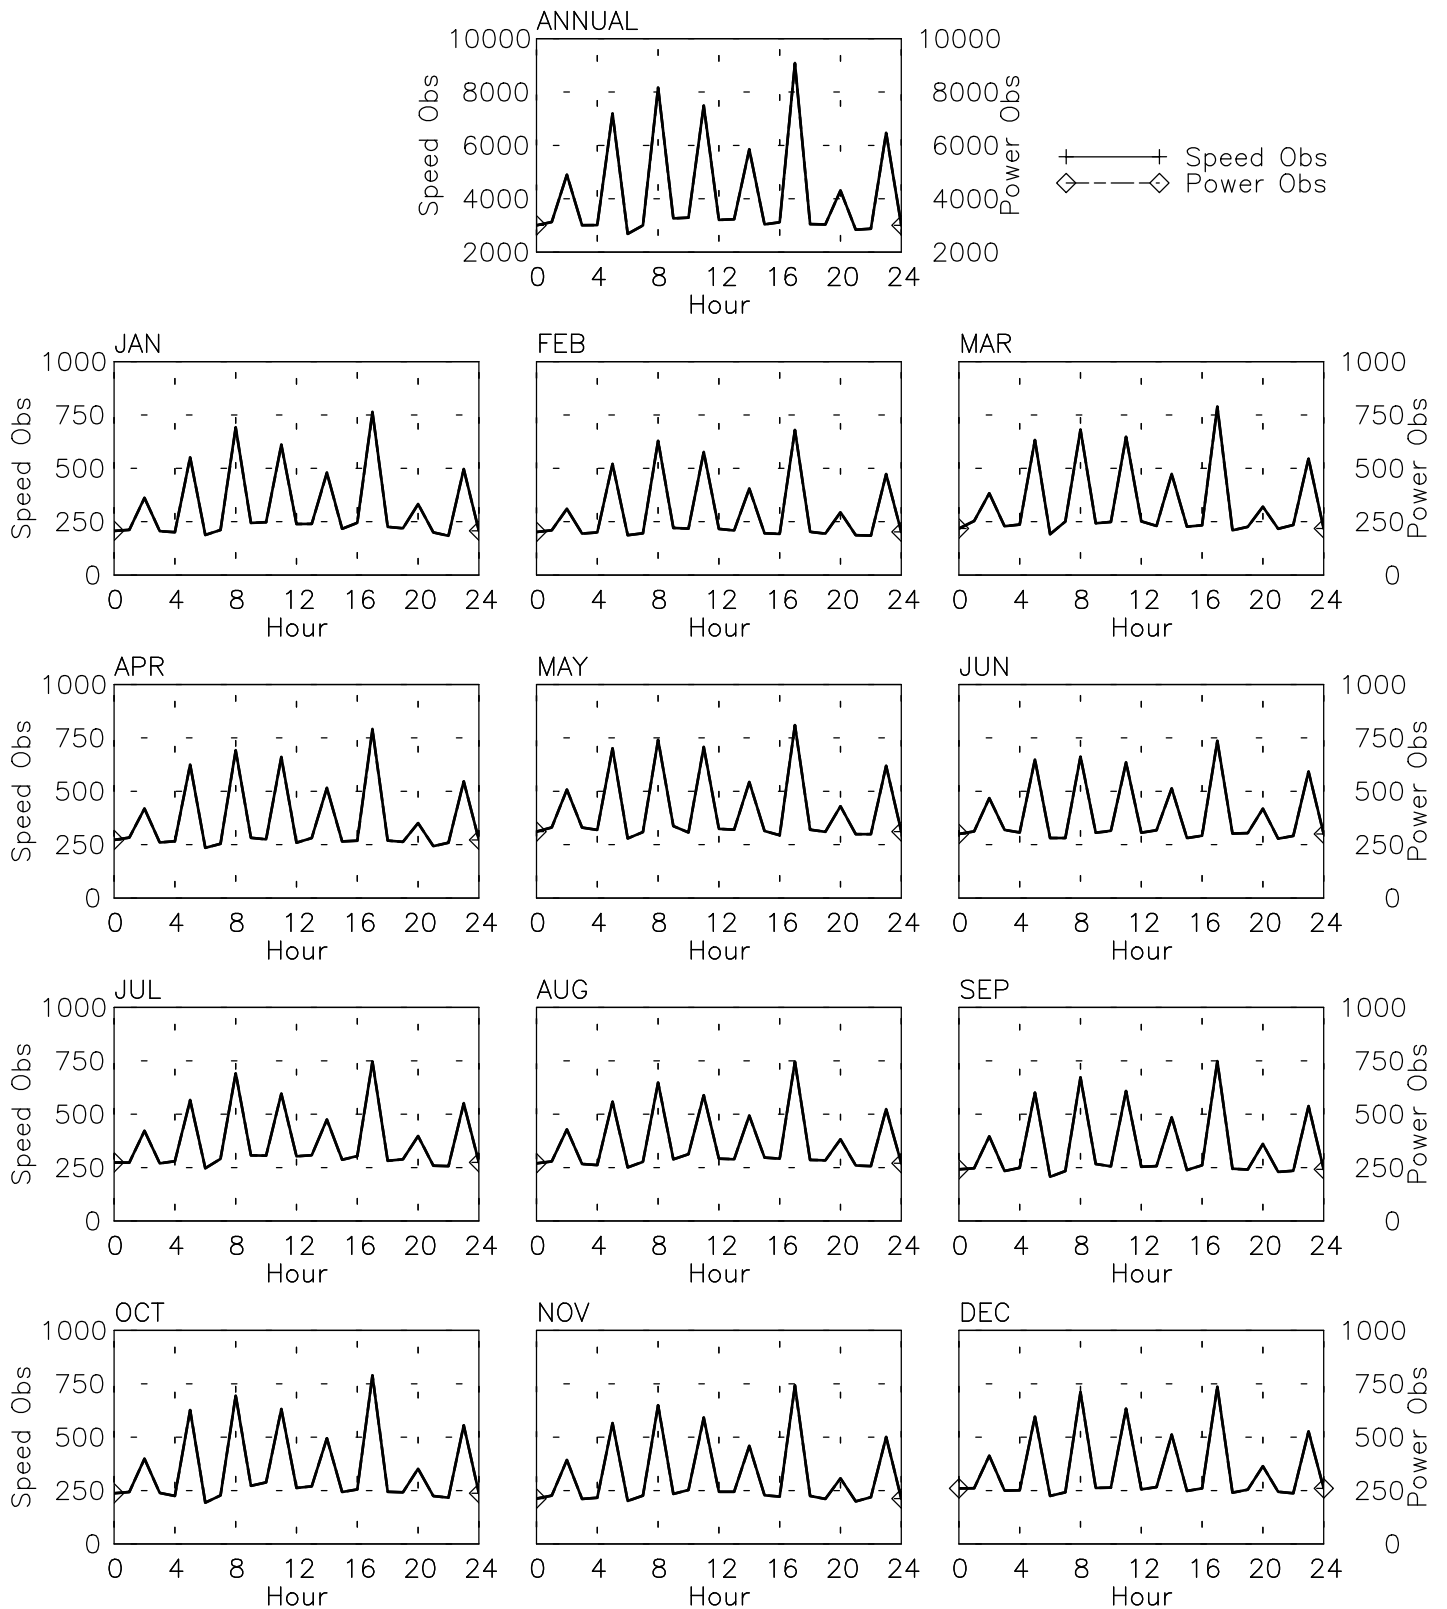 ANNUAL
10000 10000
8000 8000
6000 6000
4000 4000
2000 2000
Speed Obs
Power Obs
0 4 8 12 16 20 24
Hour
Speed Obs
Power Obs
JAN FEB MAR
1000 1000
750 750
500 500
250 250
0 0
Speed Obs
Power Obs
0 4 8 12 16 20 24 0 4 8 12 16 20 24 0 4 8 12 16 20 24
Hour Hour Hour
APR MAY JUN
1000 1000
750 750
500 500
250 250
0 0
Speed Obs
Power Obs
0 4 8 12 16 20 24 0 4 8 12 16 20 24 0 4 8 12 16 20 24
Hour Hour Hour
JUL AUG SEP
1000 1000
750 750
500 500
250 250
0 0
Speed Obs
Power Obs
0 4 8 12 16 20 24 0 4 8 12 16 20 24 0 4 8 12 16 20 24
Hour Hour Hour
OCT NOV DEC
1000 1000
750 750
500 500
250 250
0 0
Speed Obs
Power Obs
0 4 8 12 16 20 24 0 4 8 12 16 20 24 0 4 8 12 16 20 24
Hour Hour Hour